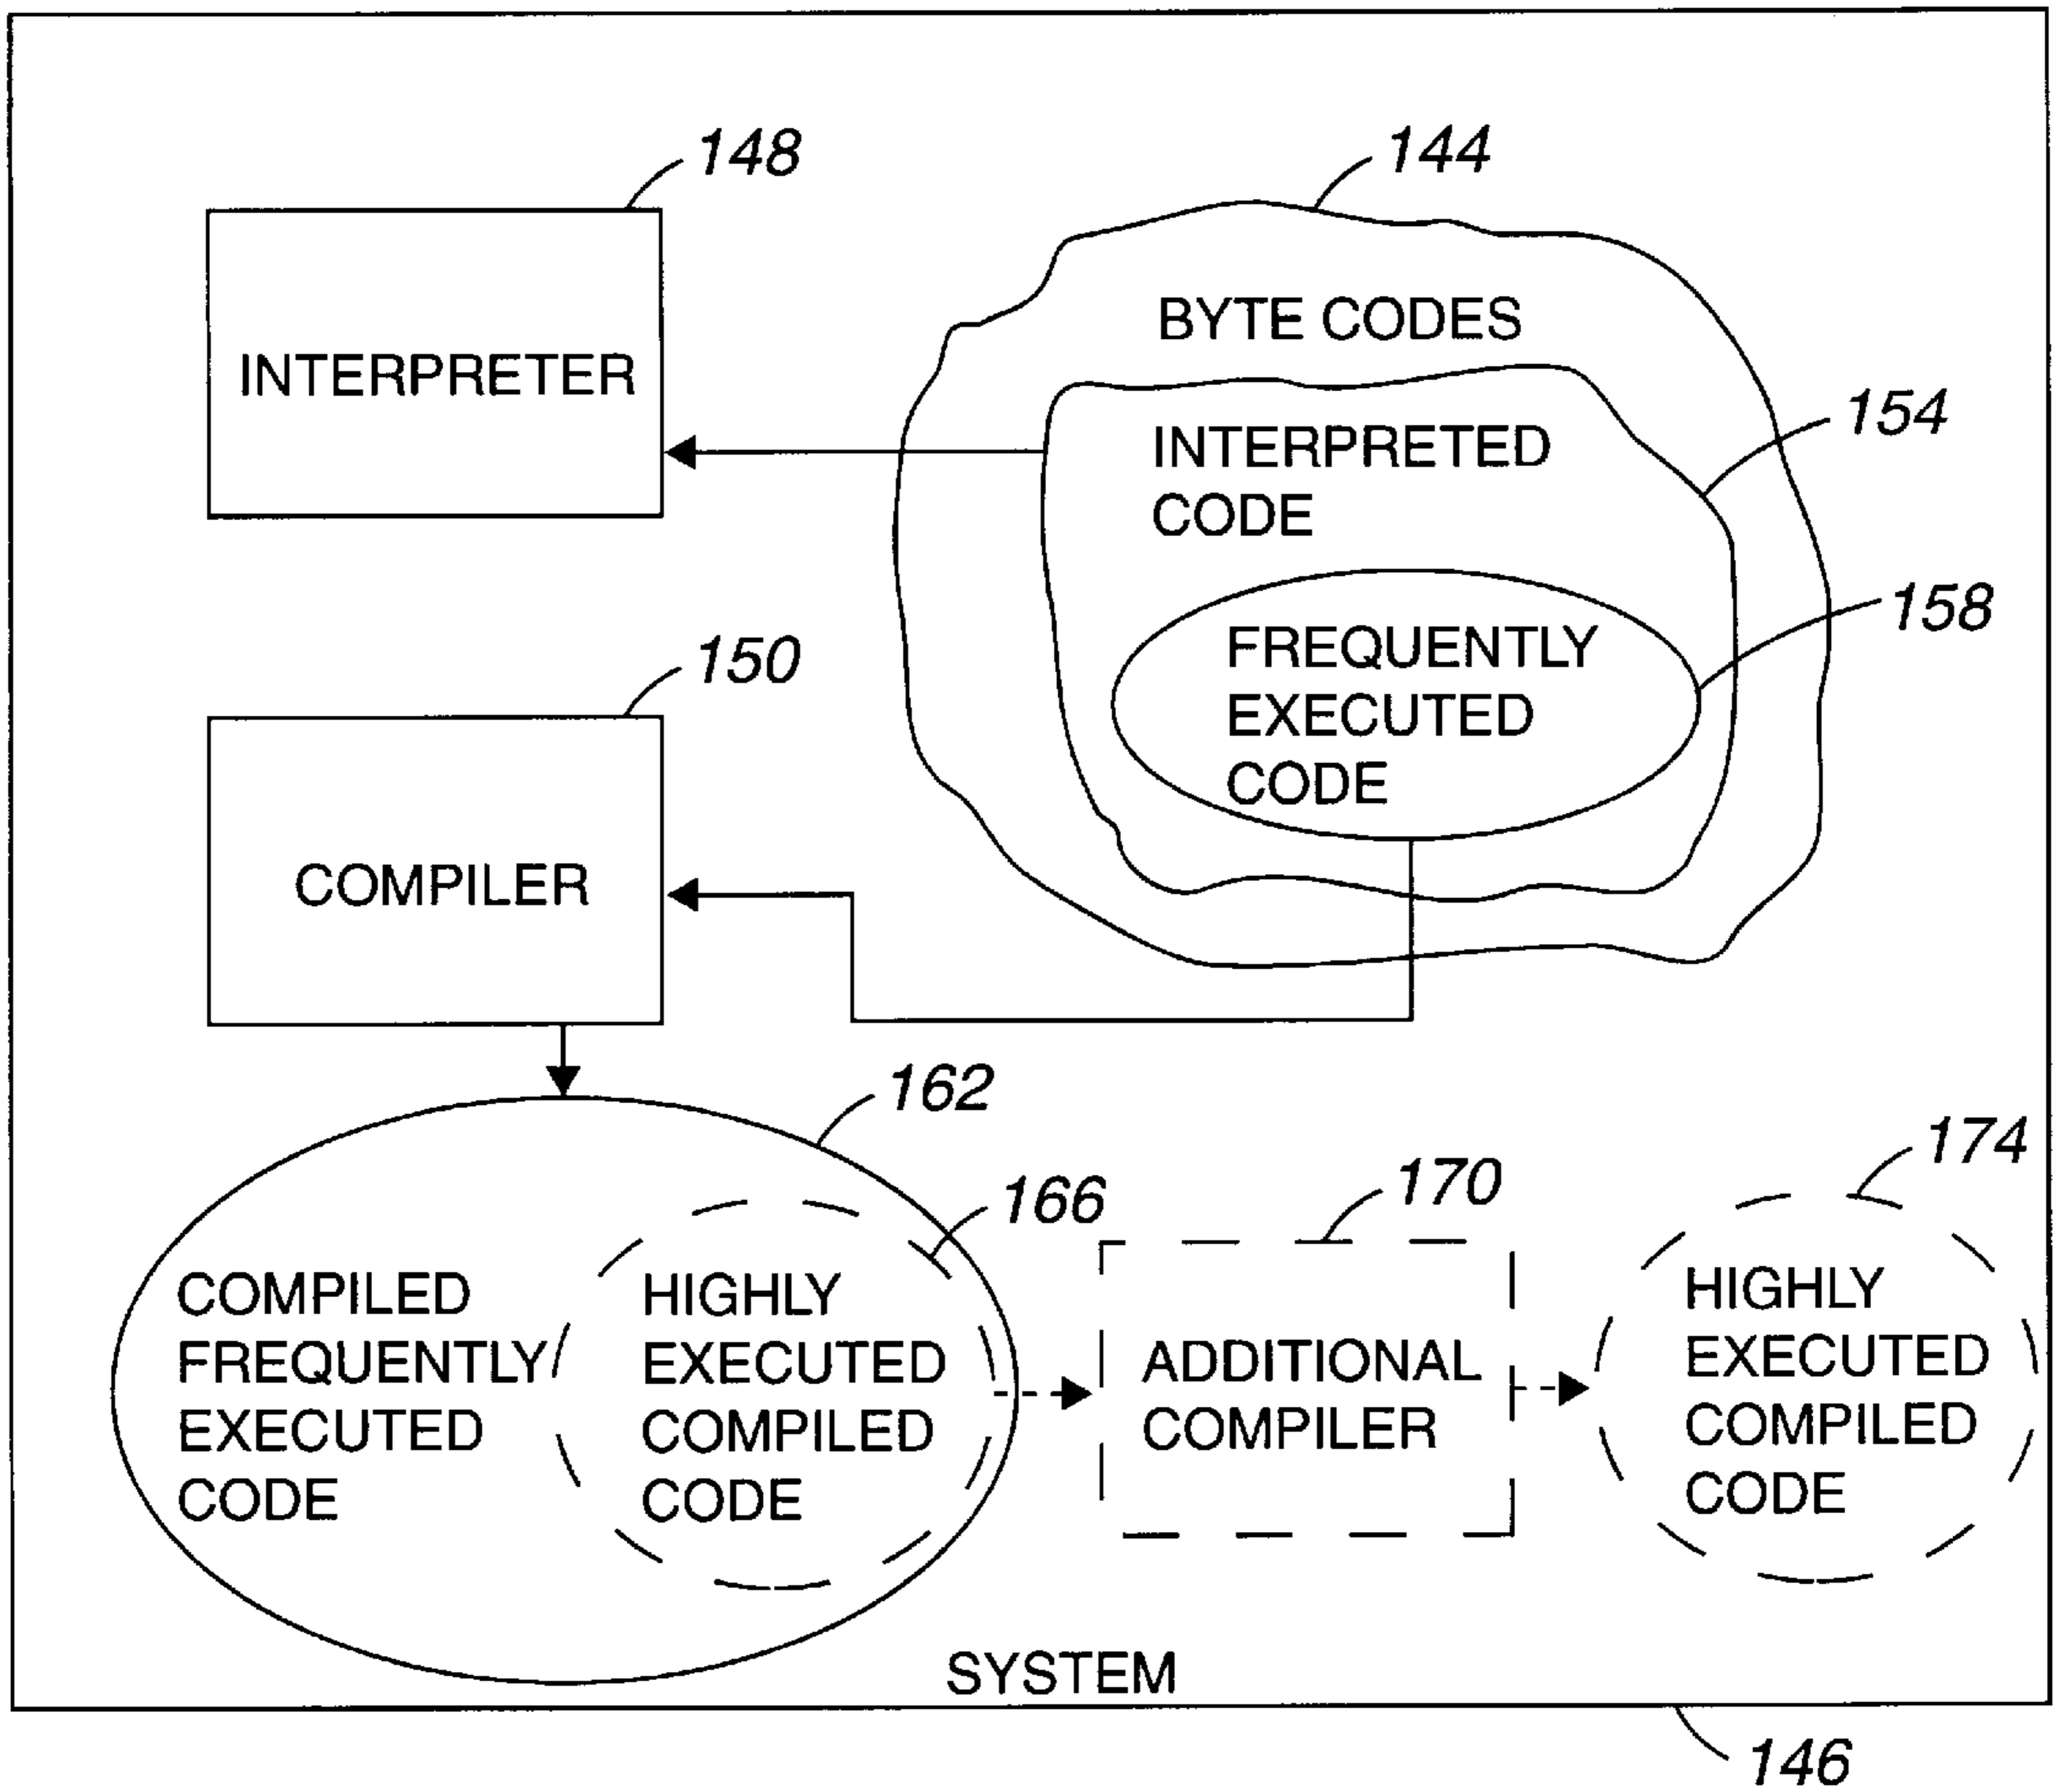 148
144
INTERPRETER
BYTE CODES
154
INTERPRETED
CODE
158
FREQUENTLY
EXECUTED
CODE
150
COMPILER
162
174
170
166
COMPILED
FREQUENTLY
EXECUTED
CODE
HIGHLY
EXECUTED
COMPILED
CODE
ADDITIONAL
COMPILER
HIGHLY
EXECUTED
COMPILED
CODE
SYSTEM
146